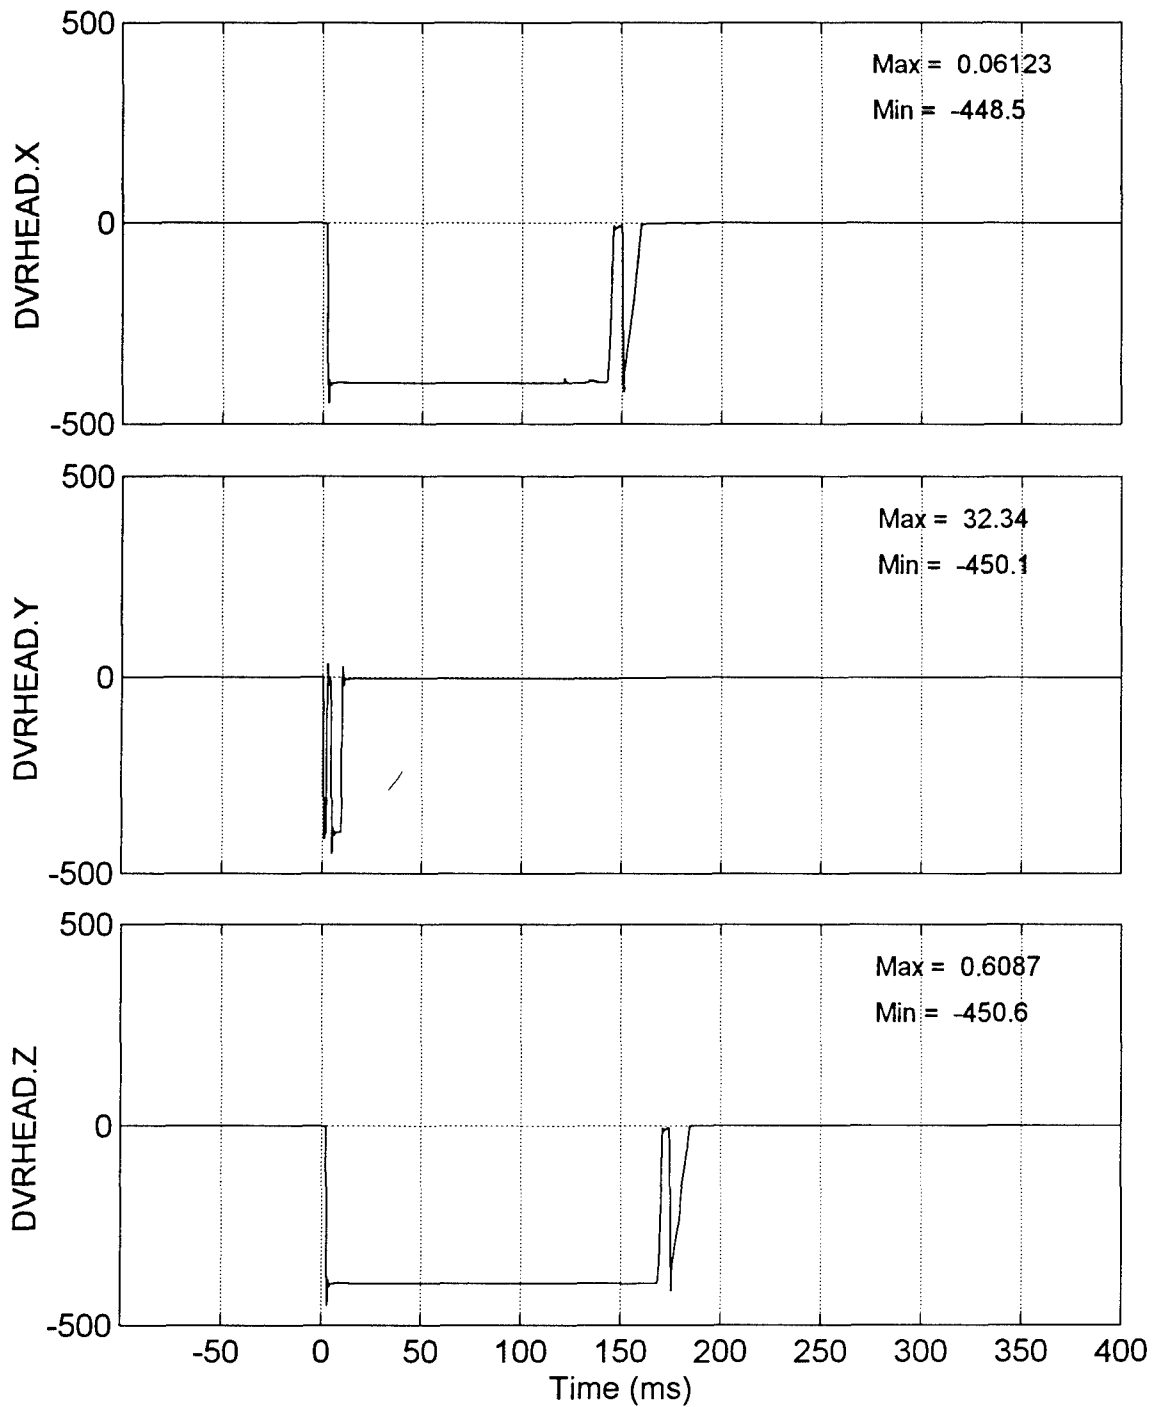 500
Max = 0.06123
Min = -448.5
DVRHEAD.X
0
-500
500
Max = 32.34
Min = -450.1
DVRHEAD.Y
0
-500
500
Max = 0.6087
Min = -450.6
DVRHEAD.Z
0
-500
-50 0 50 100 150 200 250 300 350 400
Time (ms)